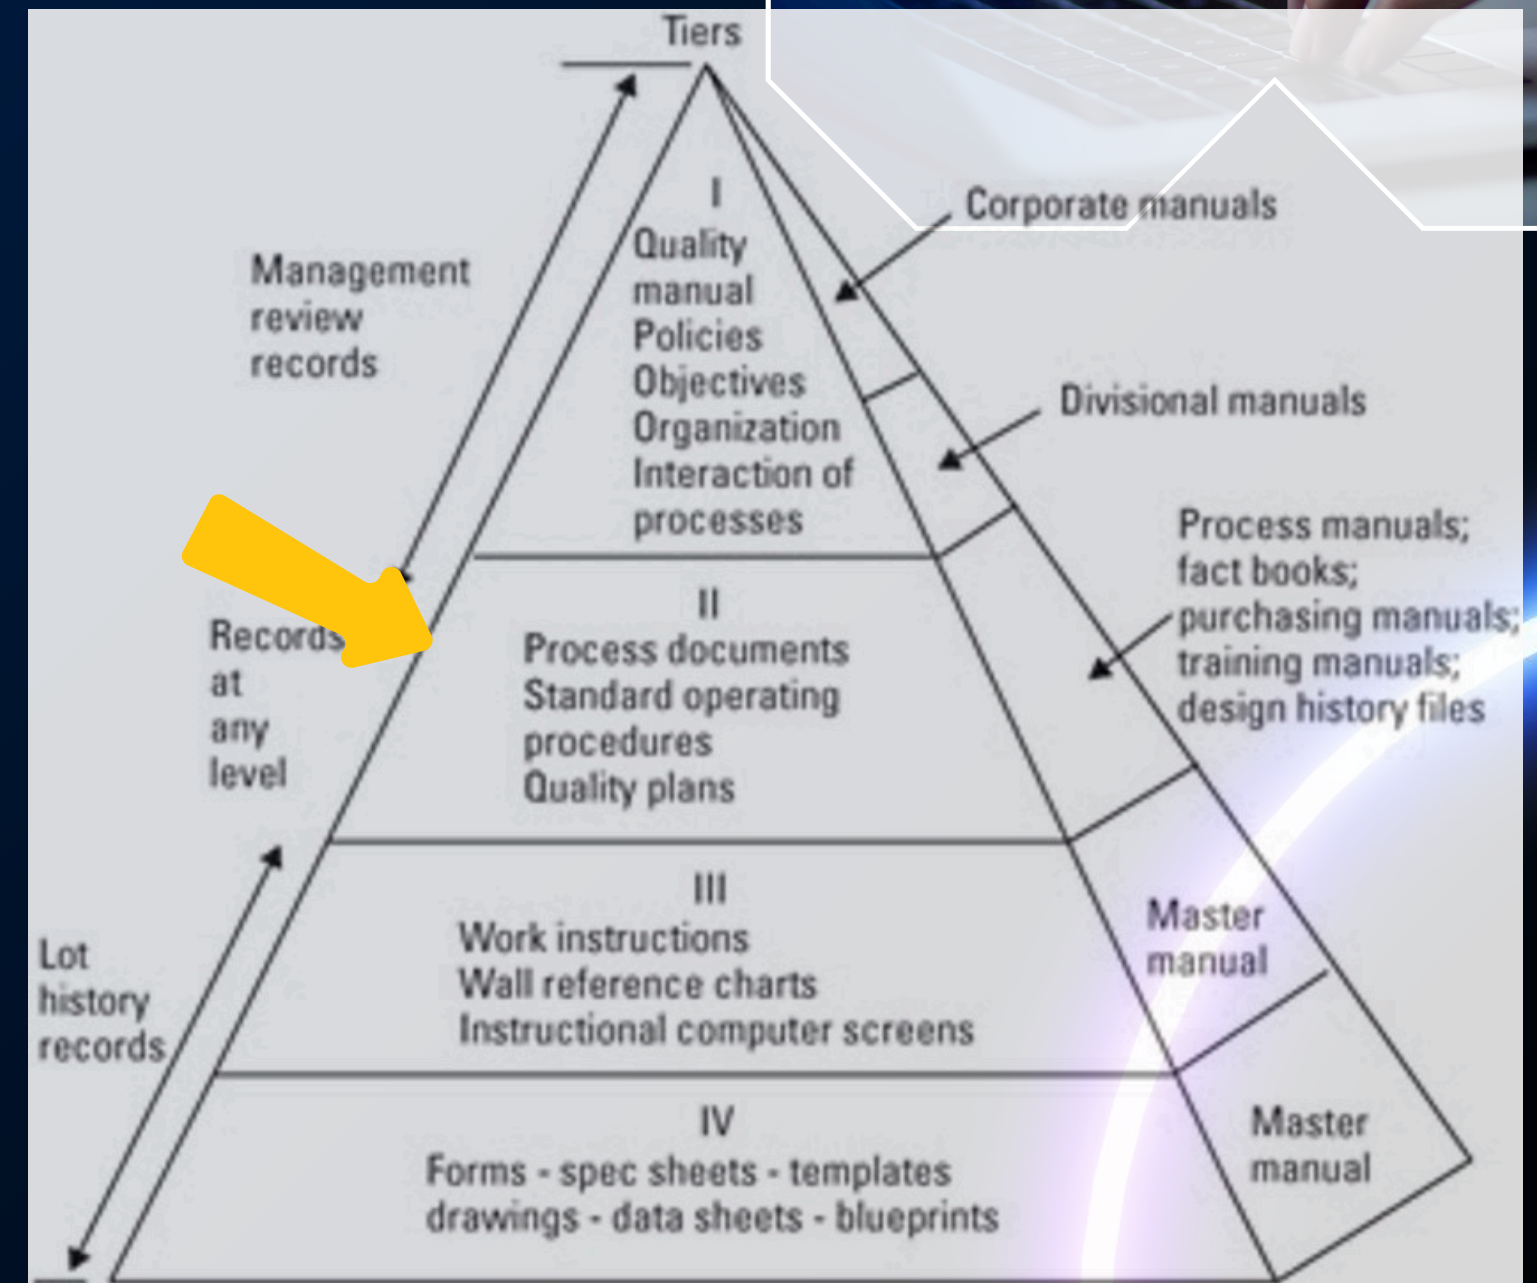 Tiers
I
Quality
manual
Policies
Objectives
Organization
Interaction of
processes
Management
review
records
Corporate manuals
Divisional manuals
II
Process documents
Standard operating
procedures
Quality plans
Records
at
any
level
Process manuals;
fact books;
purchasing manuals;
training manuals;
design history files
III
Work instructions
Wall reference charts
Instructional computer screens
Master
manual
Lot
history
records
IV
Forms - spec sheets - templates
drawings - data sheets - blueprints
Master
manual